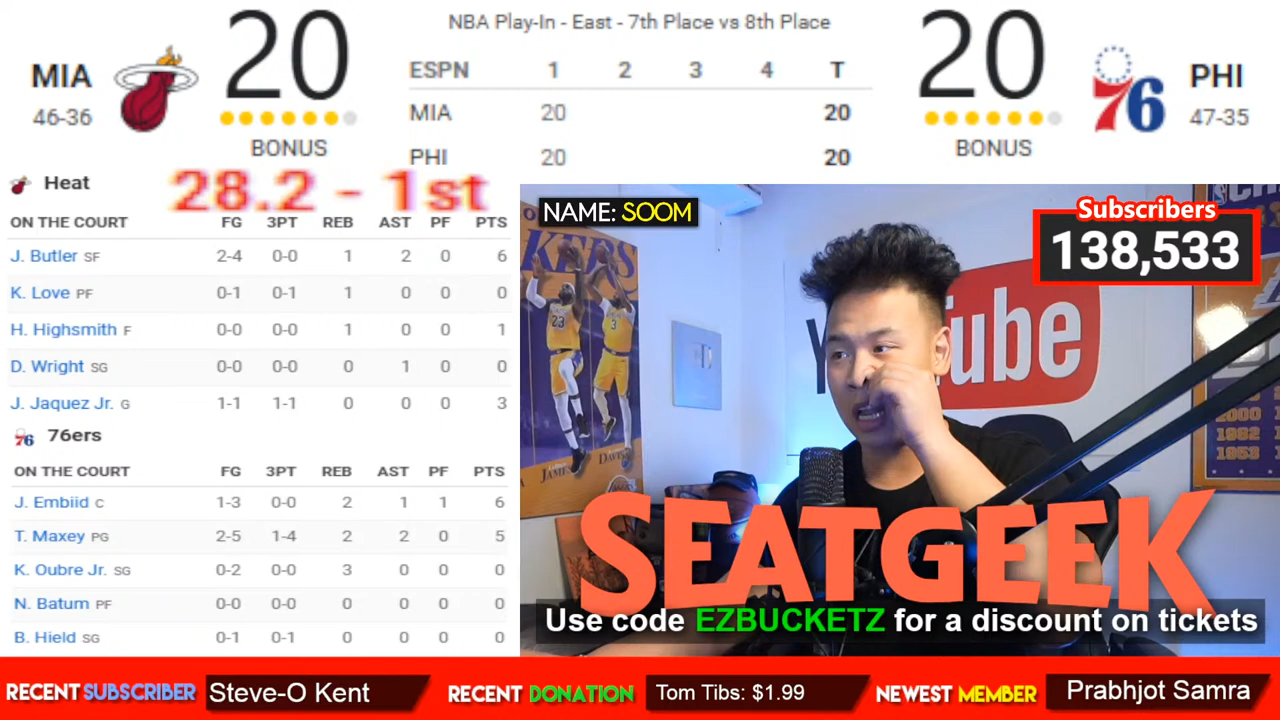 NBA Play-In - East - 7th Place vs 8th Place
MIA 46-36 20 BONUS
20 BONUS PHI 47-35
ESPN 1 2 3 4 T
MIA 20 20
PHI 20 20
Heat
28.2 - 1st
ON THE COURT FG 3PT REB AST PF PTS
J. Butler SF 2-4 0-0 1 2 0 6
K. Love PF 0-1 0-1 1 0 0 0
H. Highsmith F 0-0 0-0 1 0 0 1
D. Wright SG 0-0 0-0 0 1 0 0
J. Jaquez Jr. G 1-1 1-1 0 0 0 3
76 76ers
ON THE COURT FG 3PT REB AST PF PTS
J. Embiid C 1-3 0-0 2 1 1 6
T. Maxey PG 2-5 1-4 2 2 0 5
K. Oubre Jr. SG 0-2 0-0 3 0 0 0
N. Batum PF 0-0 0-0 0 0 0 0
B. Hield SG 0-1 0-1 0 0 0 0
NAME: SOOM
Subscribers
138,533
76
LAKERS
23
3
JAMES
DAVIS
YouTube
2000
SEATGEEK
Use code EZBUCKETZ for a discount on tickets
RECENT SUBSCRIBER Steve-O Kent
RECENT DONATION Tom Tibs: $1.99
NEWEST MEMBER Prabhjot Samra